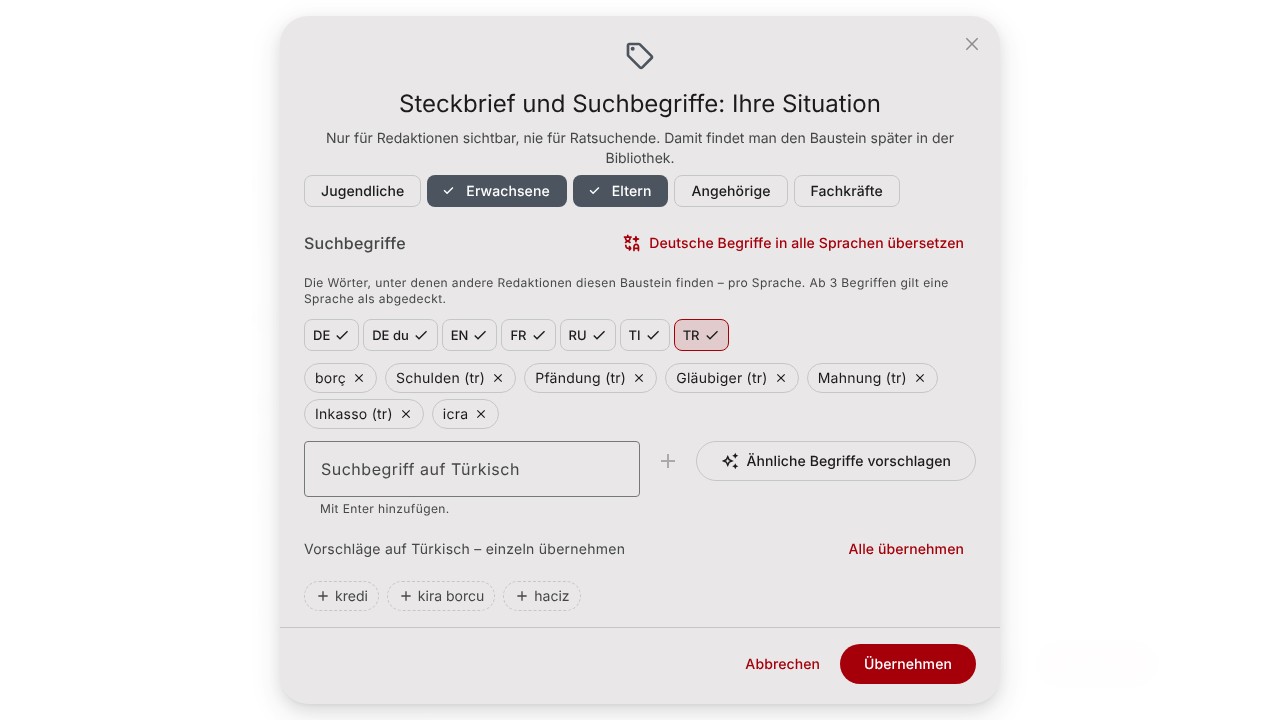 Steckbrief und Suchbegriffe: Ihre Situation
Nur für Redaktionen sichtbar, nie für Ratsuchende. Damit findet man den Baustein später in der
Bibliothek.
Jugendliche Erwachsene Eltern Angehörige Fachkräfte
Suchbegriffe Deutsche Begriffe in alle Sprachen übersetzen
Die Wörter, unter denen andere Redaktionen diesen Baustein finden – pro Sprache. Ab 3 Begriffen gilt eine
Sprache als abgedeckt.
DE DE du EN FR RU TI TR
borç Schulden (tr) Pfändung (tr) Gläubiger (tr) Mahnung (tr)
Inkasso (tr) icra
Suchbegriff auf Türkisch Ähnliche Begriffe vorschlagen
Mit Enter hinzufügen.
Vorschläge auf Türkisch – einzeln übernehmen Alle übernehmen
kredi kira borcu haciz
Abbrechen Übernehmen